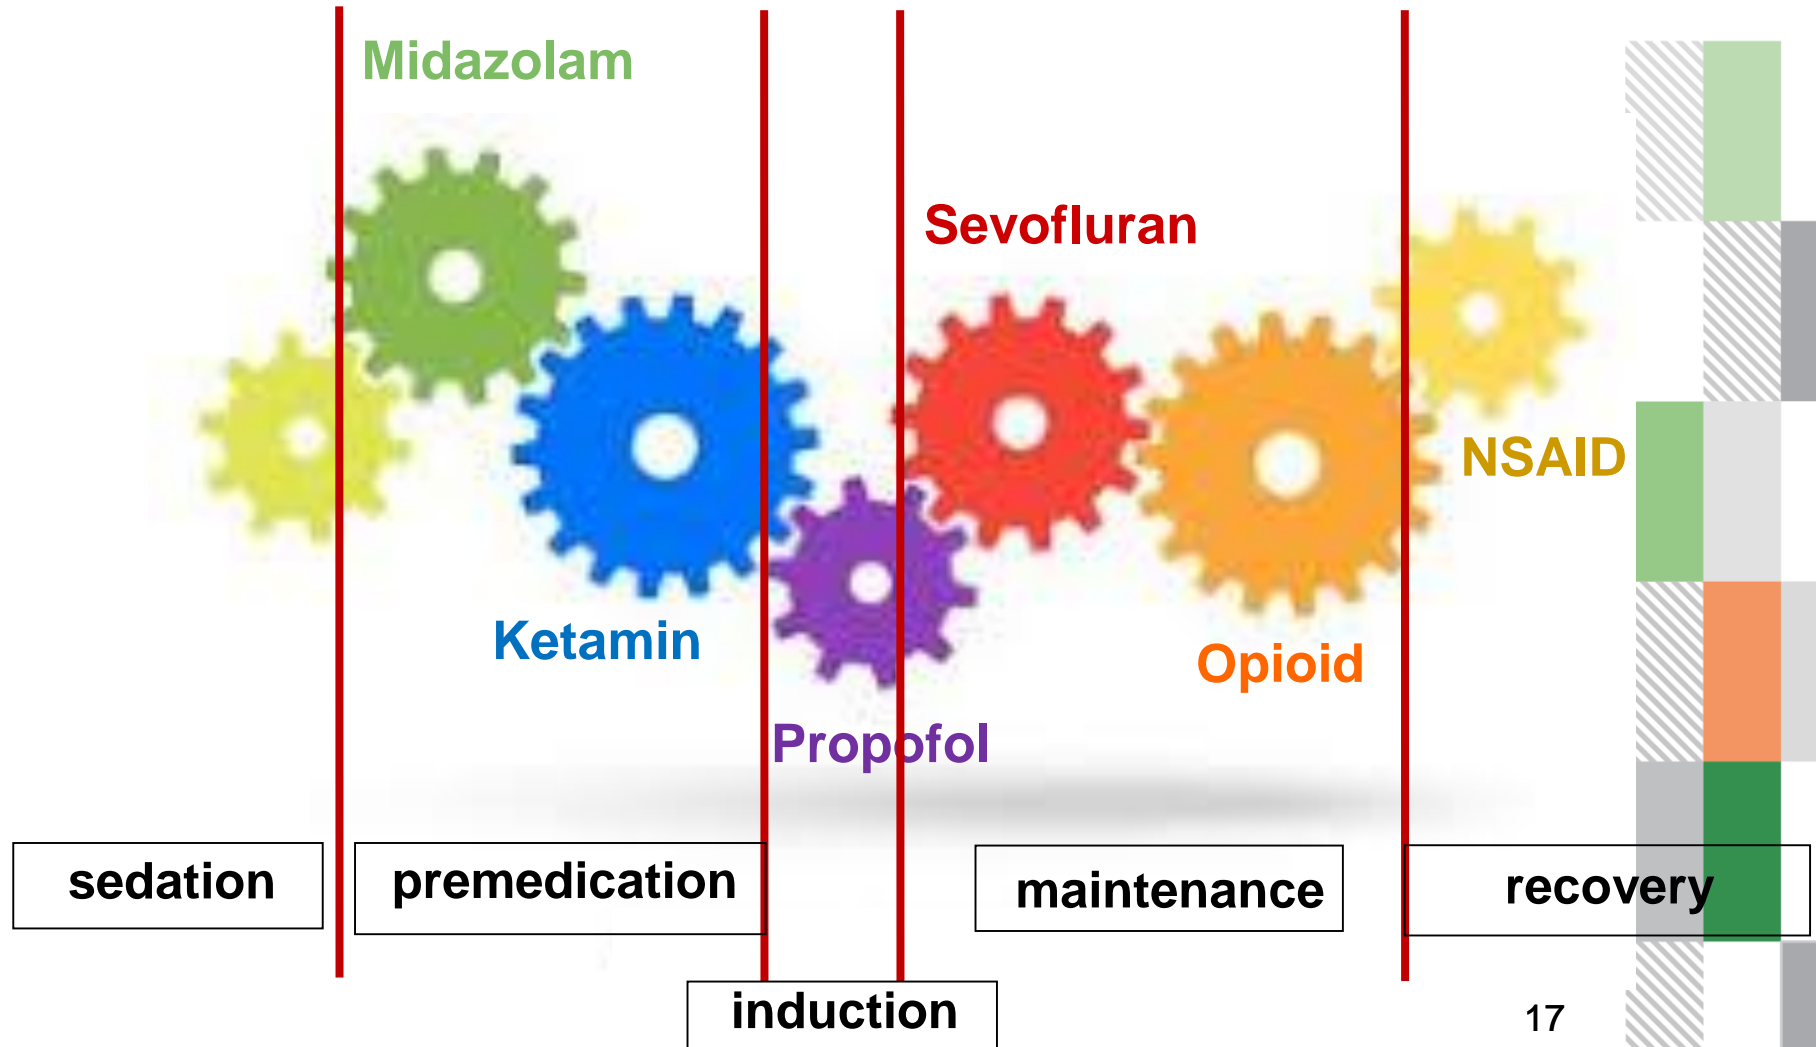 Midazolam
Sevofluran
NSAID
Ketamin
Opioid
Propofol
sedation
premedication
maintenance
recovery
induction
17